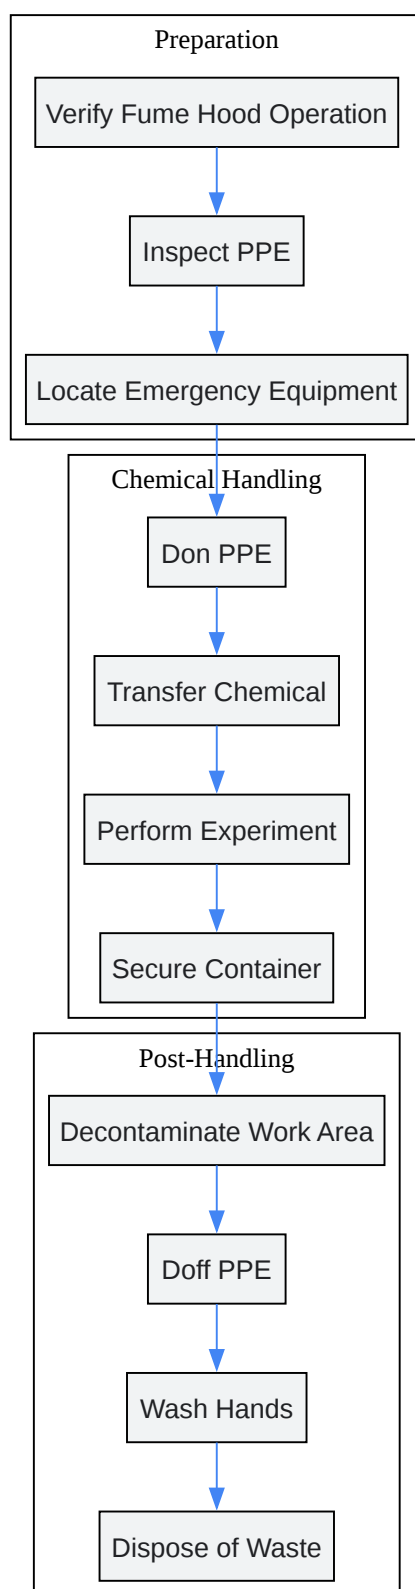 Preparation
Verify Fume Hood Operation
Inspect PPE
Locate Emergency Equipment
Chemical Handling
Don PPE
Transfer Chemical
Perform Experiment
Secure Container
Post-Handling
Decontaminate Work Area
Doff PPE
Wash Hands
Dispose of Waste